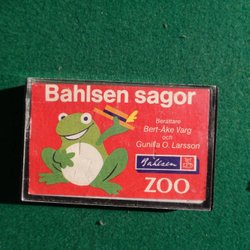 Bahlsen sagor
Berättare
Bert-Åke Varg
och
Gunilla O. Larsson
Bahlsen
ZOO